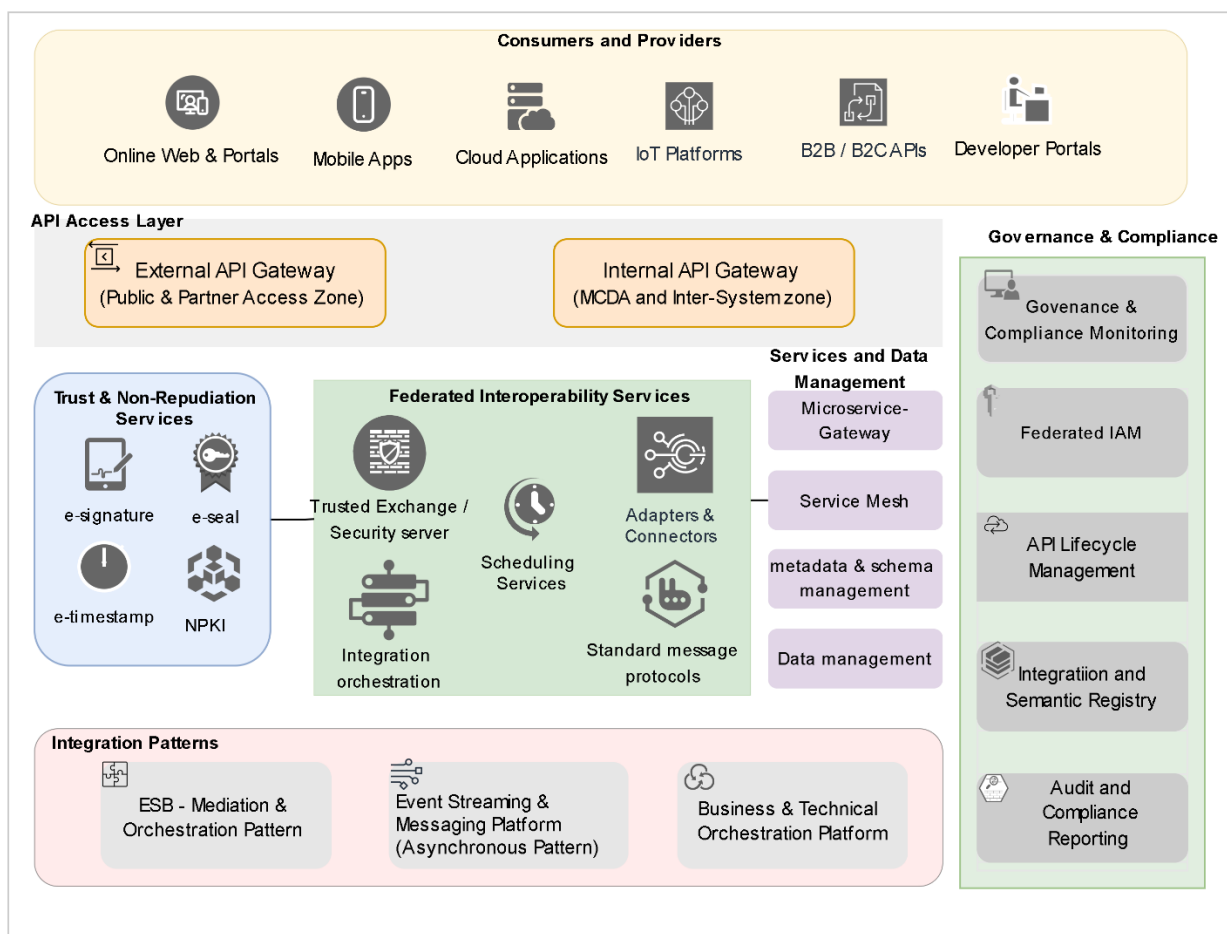 Consumers and Providers
Online Web & Portals
Mobile Apps
Cloud Applications
IoT Platforms
B2B / B2C APIs
Developer Portals
API Access Layer
External API Gateway
(Public & Partner Access Zone)
Internal API Gateway
(MCDA and Inter-System zone)
Governance & Compliance
Govenance &
Compliance Monitoring
Federated IAM
API Lifecycle
Management
Integratiion and
Semantic Registry
Audit and
Compliance
Reporting
Trust & Non-Repudiation
Services
e-signature
e-seal
e-timestamp
NPKI
Federated Interoperability Services
Trusted Exchange /
Security server
Scheduling
Services
Adapters &
Connectors
Integration
orchestration
Standard message
protocols
Services and Data
Management
Microservice-
Gateway
Service Mesh
metadata & schema
management
Data management
Integration Patterns
ESB - Mediation &
Orchestration Pattern
Event Streaming &
Messaging Platform
(Asynchronous Pattern)
Business & Technical
Orchestration Platform